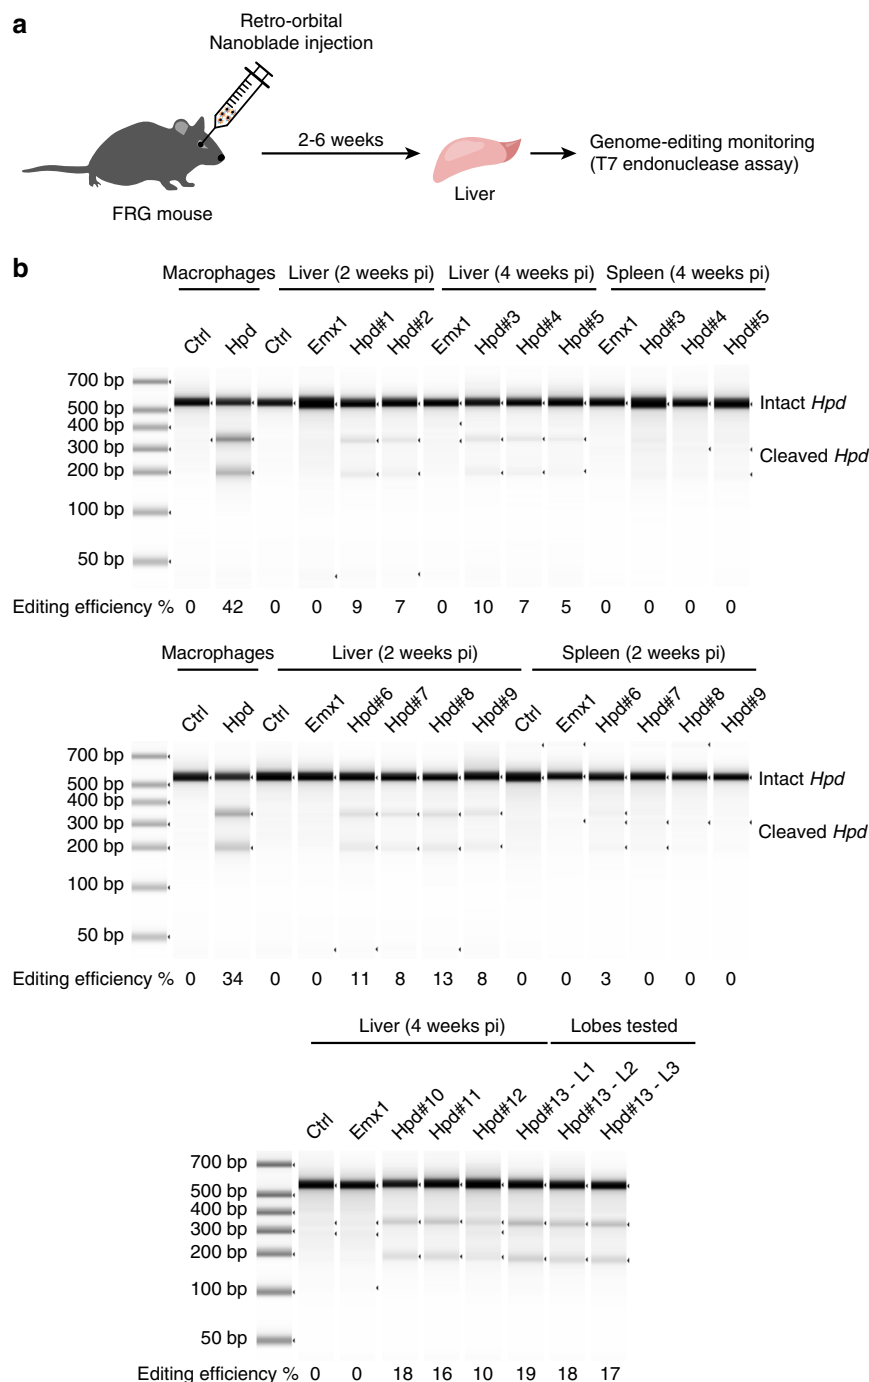 a
Retro-orbital
Nanoblade injection
2-6 weeks
Genome-editing monitoring
(T7 endonuclease assay)
Liver
FRG mouse
b
Macrophages Liver (2 weeks pi) Liver (4 weeks pi) Spleen (4 weeks pi)
Ctrl Hpd Ctrl Emx1 Hpd#1 Hpd#2 Emx1 Hpd#3 Hpd#4 Hpd#5 Emx1 Hpd#3 Hpd#4 Hpd#5
700 bp
500 bp
400 bp
300 bp
200 bp
100 bp
50 bp
Intact Hpd
Cleaved Hpd
Editing efficiency % 0 42 0 0 9 7 0 10 7 5 0 0 0 0
Macrophages Liver (2 weeks pi) Spleen (2 weeks pi)
Ctrl Hpd Ctrl Emx1 Hpd#6 Hpd#7 Hpd#8 Hpd#9 Ctrl Emx1 Hpd#6 Hpd#7 Hpd#8 Hpd#9
700 bp
500 bp
400 bp
300 bp
200 bp
100 bp
50 bp
Intact Hpd
Cleaved Hpd
Editing efficiency % 0 34 0 0 11 8 13 8 0 0 3 0 0 0
Liver (4 weeks pi) Lobes tested
Ctrl Emx1 Hpd#10 Hpd#11 Hpd#12 Hpd#13 - L1 Hpd#13 - L2 Hpd#13 - L3
700 bp
500 bp
400 bp
300 bp
200 bp
100 bp
50 bp
Editing efficiency % 0 0 18 16 10 19 18 17